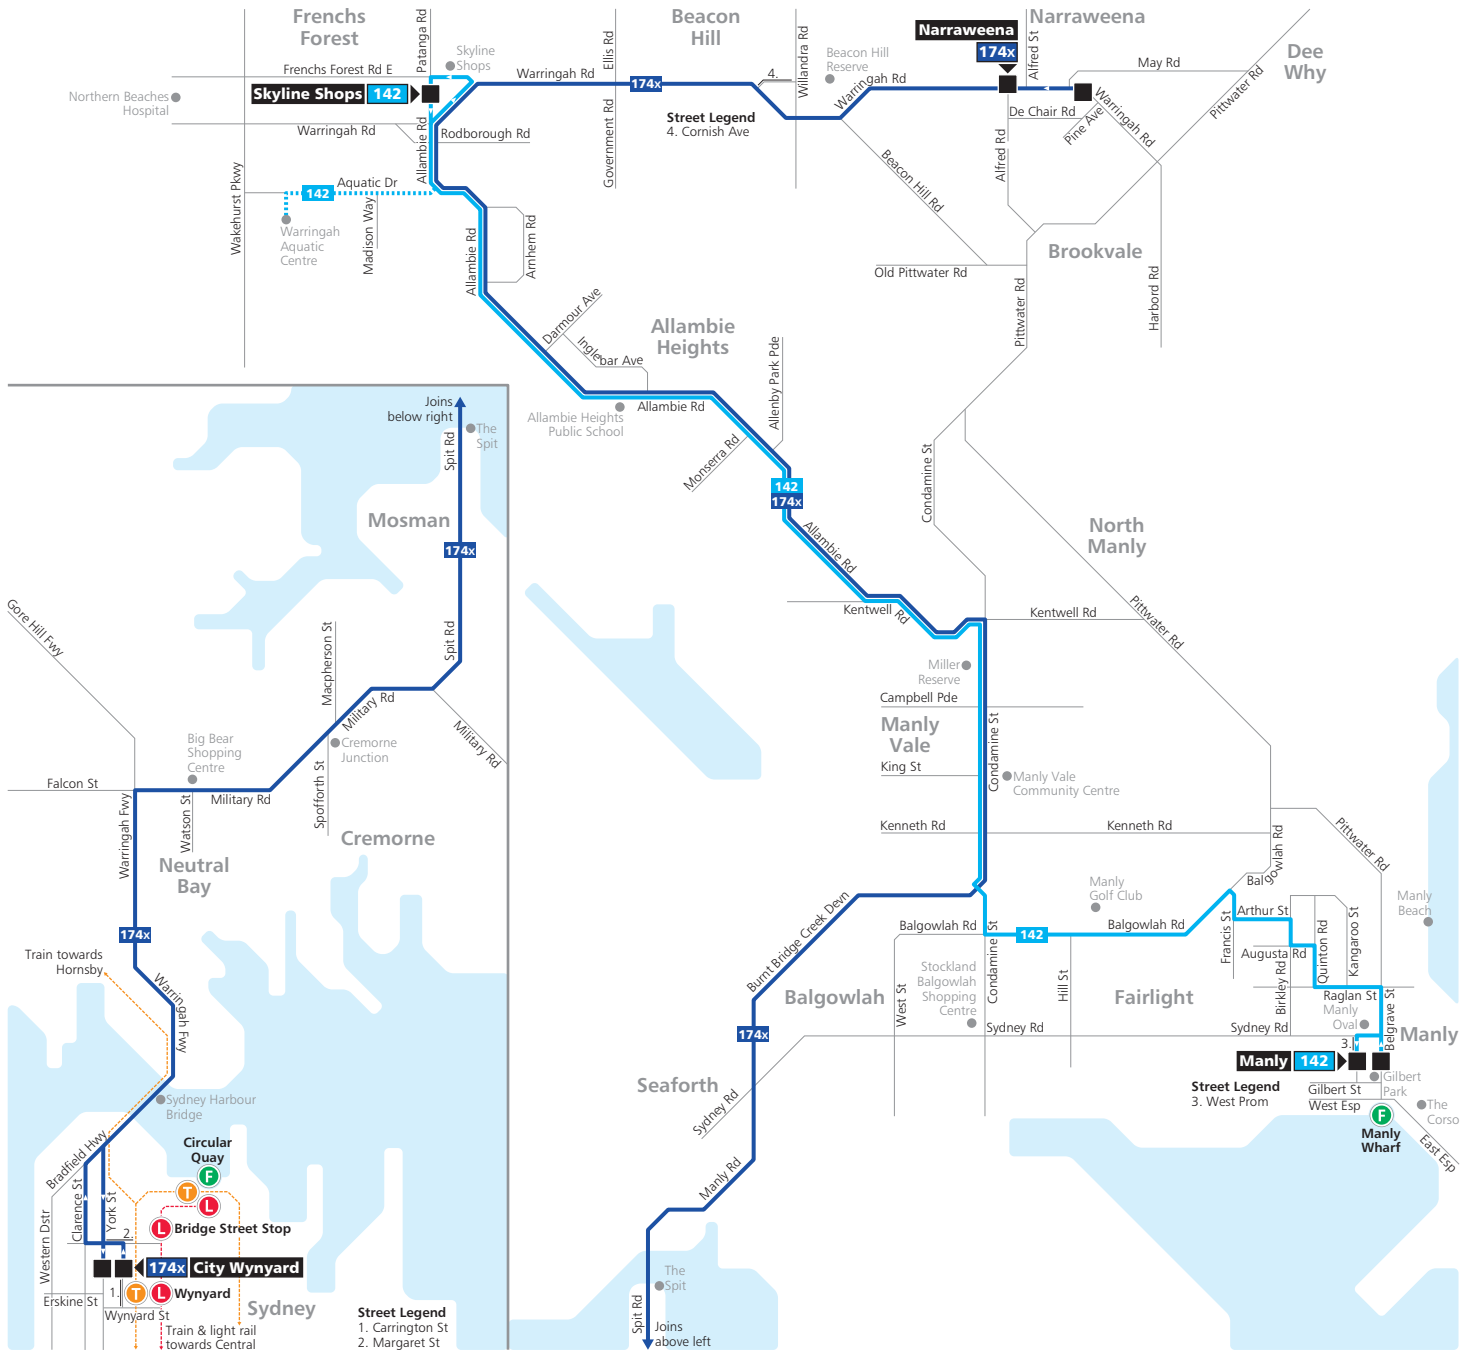 Frenchs
Forest
Beacon
Hill
Narraweena
Dee
Why
Patanga Rd
Skyline
Shops
Ellis Rd
Willandra Rd
Beacon Hill
Reserve
Narraweena
174x
Alfred St
May Rd
Pittwater Rd
Frenchs Forest Rd E
Warringah Rd
174x
4.
Warringah Rd
Northern Beaches
Hospital
Skyline Shops 142
Street Legend
4. Cornish Ave
De Chair Rd
Pine Ave
Warringah Rd
Warringah Rd
Rodborough Rd
Allambie Rd
Government Rd
Alfred Rd
Beacon Hill Rd
Wakehurst Pkwy
142
Aquatic Dr
Madison Way
Warringah
Aquatic
Centre
Allambie Rd
Arnhem Rd
Brookvale
Old Pittwater Rd
Pittwater Rd
Harbord Rd
Darmour Ave
Inglebar Ave
Allambie
Heights
Allenby Park Pde
Allambie Rd
Allambie Heights
Public School
Monserra Rd
142
174x
Allambie Rd
Condamine St
North
Manly
Pittwater Rd
Kentwell Rd
Kentwell Rd
Miller
Reserve
Campbell Pde
Manly
Vale
Condamine St
King St
Manly Vale
Community Centre
Kenneth Rd
Kenneth Rd
Balgowlah Rd
Pittwater Rd
Manly
Golf Club
Manly
Beach
Burnt Bridge Creek Devn
Balgowlah Rd
142
Balgowlah Rd
Arthur St
Francis St
Augusta Rd
Birkley Rd
Quinton Rd
Kangaroo St
Raglan St
Stockland
Balgowlah
Shopping
Centre
Condamine St
West St
Hill St
Balgowlah
Fairlight
Manly
Oval
Belgrave St
Manly
174x
Sydney Rd
Sydney Rd
3.
Manly 142
Gilbert
Park
Gilbert St
West Esp
The
Corso
East Esp
Street Legend
3. West Prom
F
Manly
Wharf
Seaforth
Sydney Rd
Manly Rd
The
Spit
Spit Rd
Joins
above left
Joins
below right
The
Spit
Spit Rd
Mosman
174x
Spit Rd
Gore Hill Fwy
Macpherson St
Military Rd
Military Rd
Cremorne
Junction
Big Bear
Shopping
Centre
Falcon St
Military Rd
Watson St
Spofforth St
Cremorne
Warringah Fwy
Neutral
Bay
174x
Train towards
Hornsby
Warringah Fwy
Sydney Harbour
Bridge
Bradfield Hwy
Circular
Quay
F
T
L
L Bridge Street Stop
Clarence St
York St
2.
Western Dstr
174x City Wynyard
1.
T
L
Wynyard
Erskine St
Wynyard St
Sydney
Train & light rail
towards Central
Street Legend
1. Carrington St
2. Margaret St